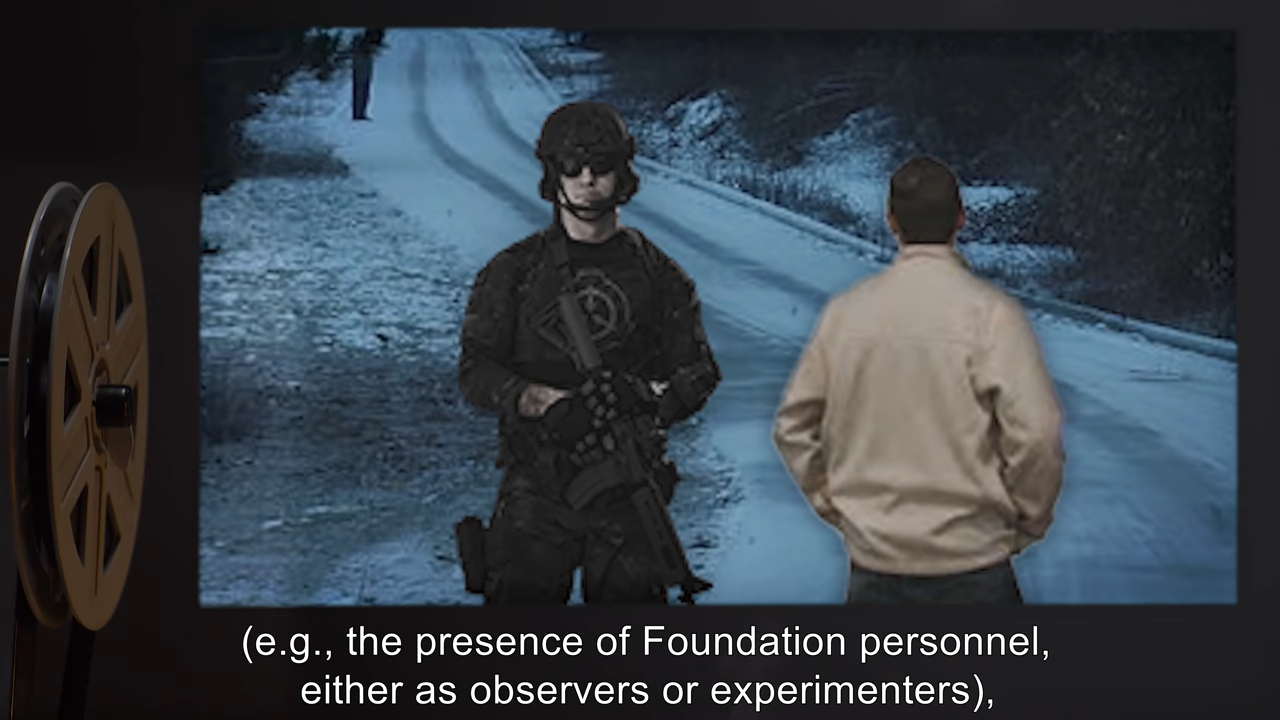 (e.g., the presence of Foundation personnel,
either as observers or experimenters),